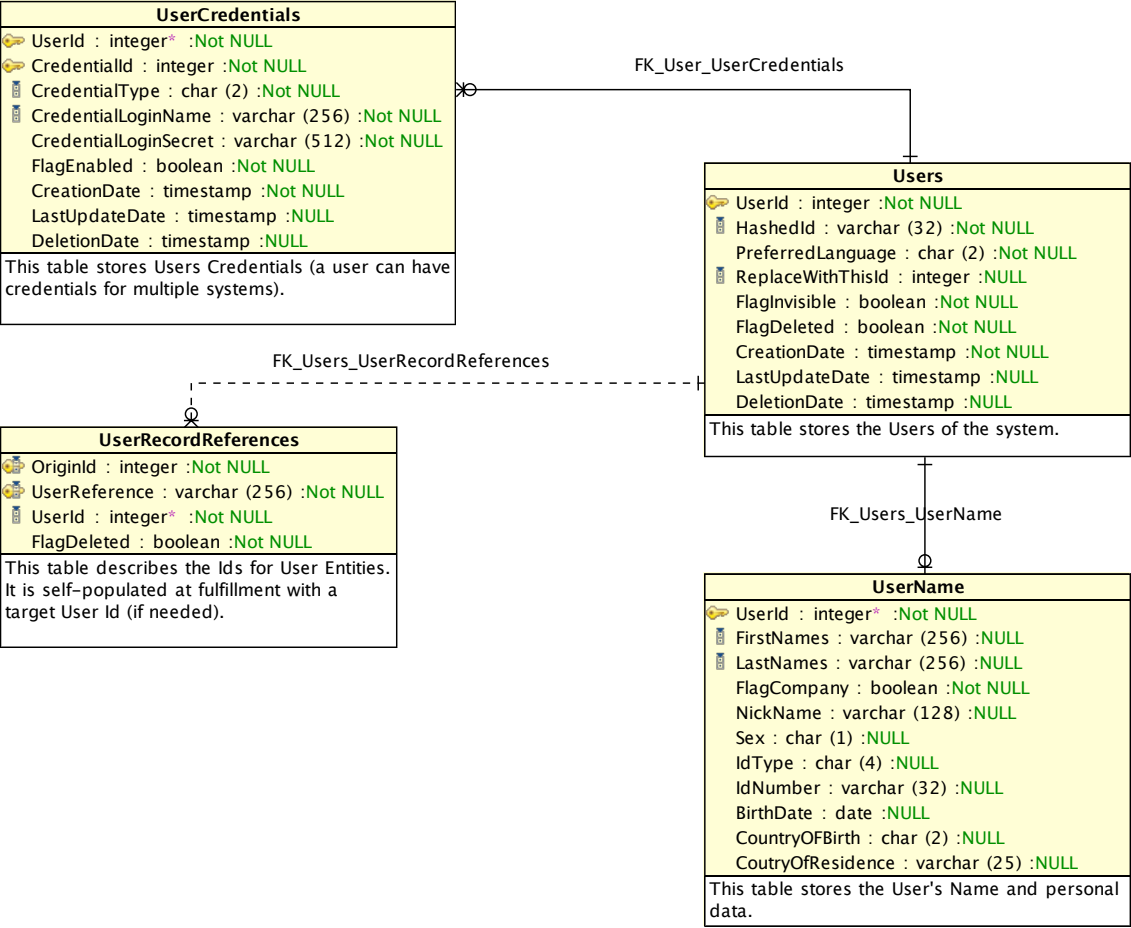 UserCredentials
UserId : integer* :Not NULL
CredentialId : integer :Not NULL
CredentialType : char (2) :Not NULL
CredentialLoginName : varchar (256) :Not NULL
CredentialLoginSecret : varchar (512) :Not NULL
FlagEnabled : boolean :Not NULL
CreationDate : timestamp :Not NULL
LastUpdateDate : timestamp :NULL
DeletionDate : timestamp :NULL
This table stores Users Credentials (a user can have
credentials for multiple systems).
FK_User_UserCredentials
Users
UserId : integer :Not NULL
HashedId : varchar (32) :Not NULL
PreferredLanguage : char (2) :Not NULL
ReplaceWithThisId : integer :NULL
FlagInvisible : boolean :Not NULL
FlagDeleted : boolean :Not NULL
CreationDate : timestamp :Not NULL
LastUpdateDate : timestamp :NULL
DeletionDate : timestamp :NULL
This table stores the Users of the system.
FK_Users_UserRecordReferences
UserRecordReferences
OriginId : integer :Not NULL
UserReference : varchar (256) :Not NULL
UserId : integer* :Not NULL
FlagDeleted : boolean :Not NULL
This table describes the Ids for User Entities.
It is self-populated at fulfillment with a
target User Id (if needed).
FK_Users_UserName
UserName
UserId : integer* :Not NULL
FirstNames : varchar (256) :NULL
LastNames : varchar (256) :NULL
FlagCompany : boolean :Not NULL
NickName : varchar (128) :NULL
Sex : char (1) :NULL
IdType : char (4) :NULL
IdNumber : varchar (32) :NULL
BirthDate : date :NULL
CountryOFBirth : char (2) :NULL
CoutryOfResidence : varchar (25) :NULL
This table stores the User's Name and personal
data.